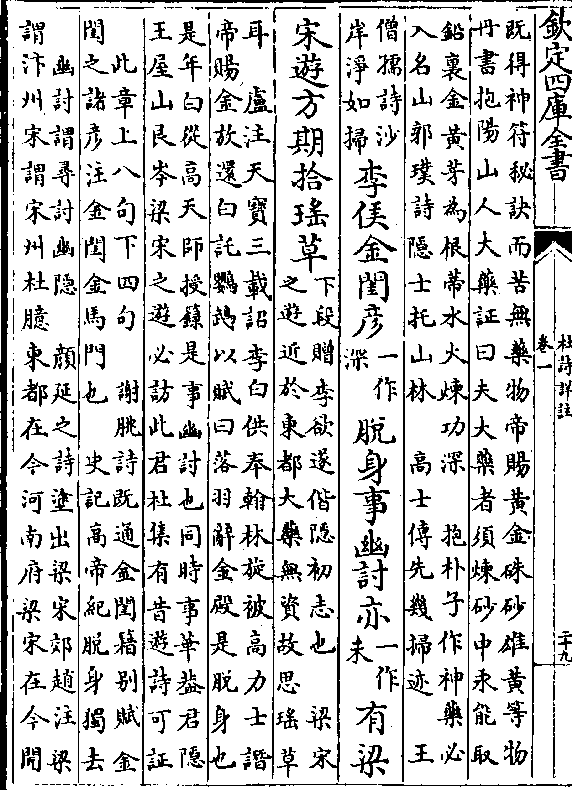 欽定四庫全書
杜詩詳註
卷一
二十九
既得神符秘訣而苦無藥物帝賜黄金硃砂雄黄等物
丹書抱陽山人大藥証曰夫大藥者須煉砂中汞能取
鉛裏金黄芽為根蒂水火煉功深 抱朴子作神藥必
入名山郭璞詩隱士托山林 高士傳先幾掃迹 王
僧孺詩沙
岸淨如掃
李侯金閨彦
一作
深
脱身事幽討亦
一作
未
有梁
宋遊方期拾瑤草
下段贈李欲遂偕隱初志也 梁宋
之遊近於東都大藥無資故思瑤草
耳 盧注天寳三載詔李白供奉翰林旋被高力士譖
帝賜金放還白託鸚鵡以賦曰落羽辭金殿是脱身也
是年白從高天師授籙是事幽討也同時事華葢君隱
王屋山艮岑梁宋之遊必訪此君杜集有昔遊詩可証
此章上八句下四句 謝朓詩既通金閨籍别賦金
閨之諸彦注金閨金馬門也 史記高帝紀脱身獨去
幽討謂尋討幽隱 顔延之詩塗出梁宋郊趙注梁
謂汴州宋謂宋州杜臆東都在今河南府梁宋在今開